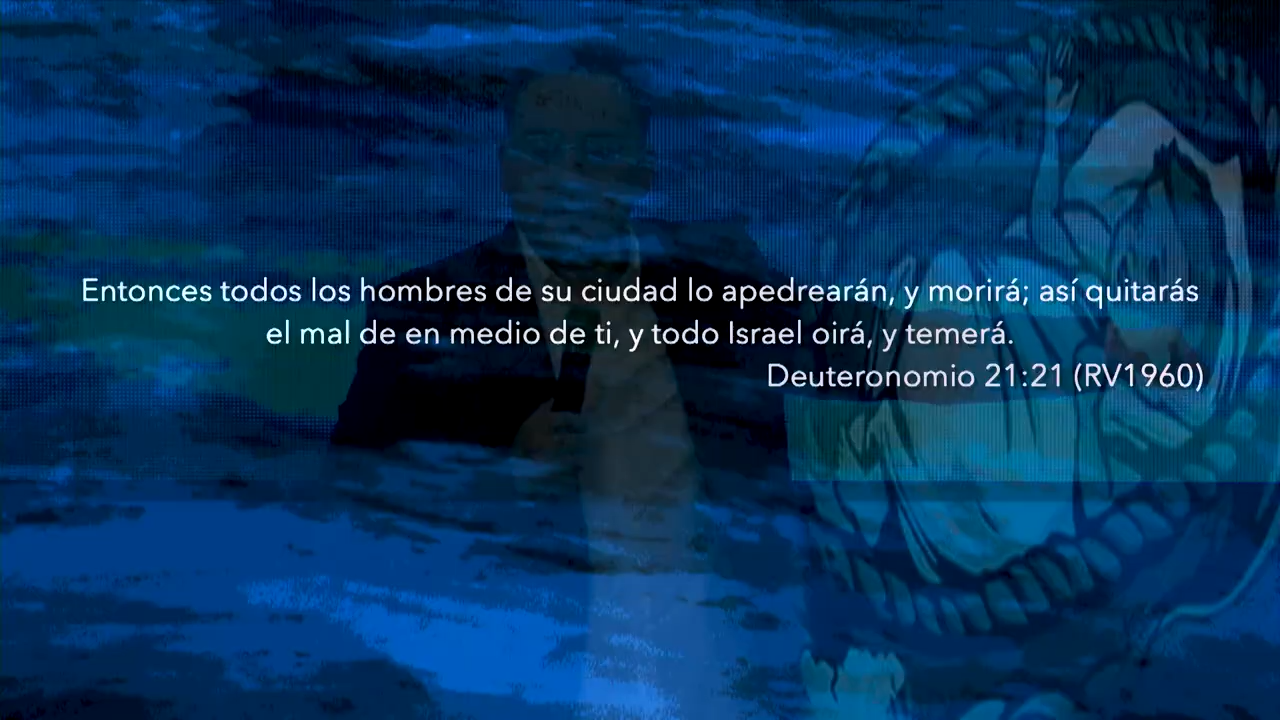 Entonces todos los hombres de su ciudad lo apedrearán, y morirá; así quitarás
el mal de en medio de ti, y todo Israel oirá, y temerá.
Deuteronomio 21:21 (RV1960)